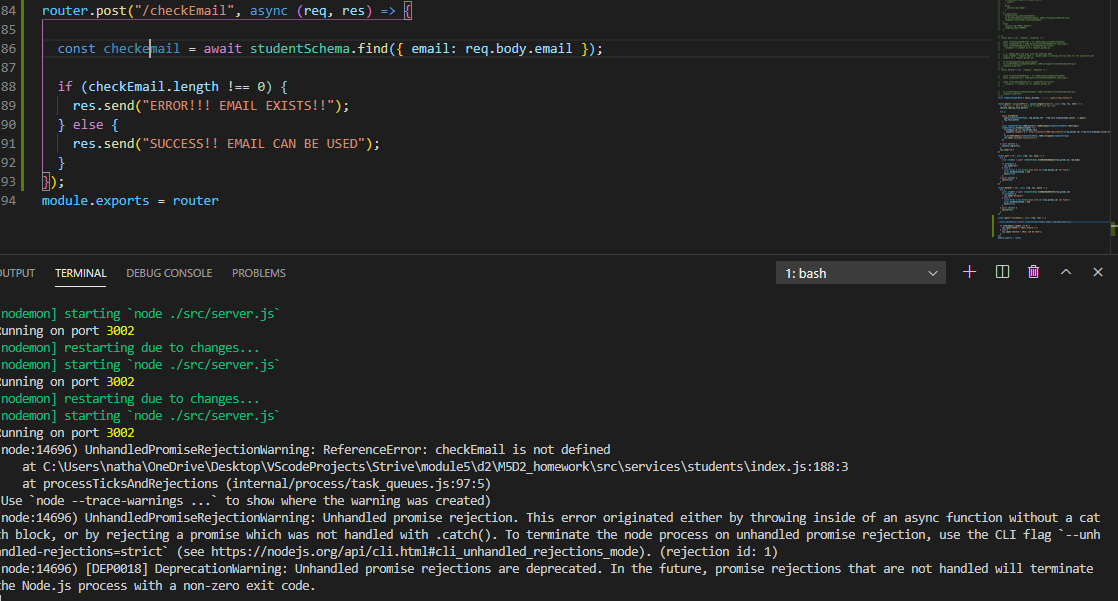 84 router.post("/checkEmail", async (req, res) => {
85
86 const checkemail = await studentSchema.find({ email: req.body.email });
87
88 if (checkEmail.length !== 0) {
89 res.send("ERROR!!! EMAIL EXISTS!!");
90 } else {
91 res.send("SUCCESS!! EMAIL CAN BE USED");
92 }
93 });
94 module.exports = router
OUTPUT TERMINAL DEBUG CONSOLE PROBLEMS 1: bash
nodemon] starting `node ./src/server.js`
unning on port 3002
nodemon] restarting due to changes...
nodemon] starting `node ./src/server.js`
unning on port 3002
nodemon] restarting due to changes...
nodemon] starting `node ./src/server.js`
unning on port 3002
node:14696) UnhandledPromiseRejectionWarning: ReferenceError: checkEmail is not defined
at C:\Users\natha\OneDrive\Desktop\VScodeProjects\Strive\module5\d2\M5D2_homework\src\services\students\index.js:188:3
at processTicksAndRejections (internal/process/task_queues.js:97:5)
Use `node --trace-warnings ...` to show where the warning was created)
node:14696) UnhandledPromiseRejectionWarning: Unhandled promise rejection. This error originated either by throwing inside of an async function without a cat
h block, or by rejecting a promise which was not handled with .catch(). To terminate the node process on unhandled promise rejection, use the CLI flag `--unh
ndled-rejections=strict` (see https://nodejs.org/api/cli.html#cli_unhandled_rejections_mode). (rejection id: 1)
node:14696) [DEP0018] DeprecationWarning: Unhandled promise rejections are deprecated. In the future, promise rejections that are not handled will terminate
he Node.js process with a non-zero exit code.